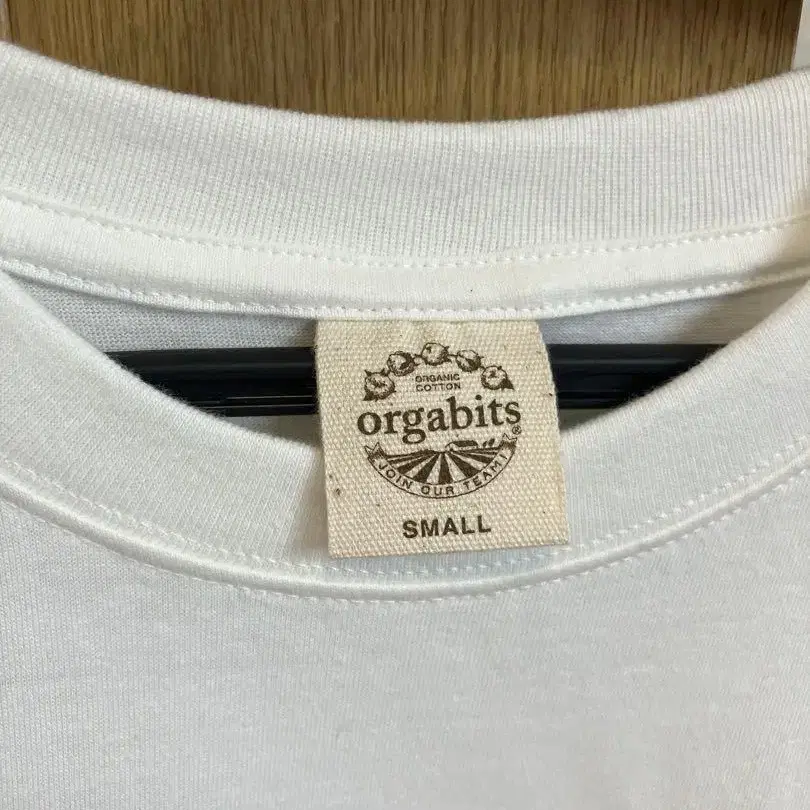 ORGANIC
COTTON
orgabits®
JOIN OUR TEAM!
SMALL